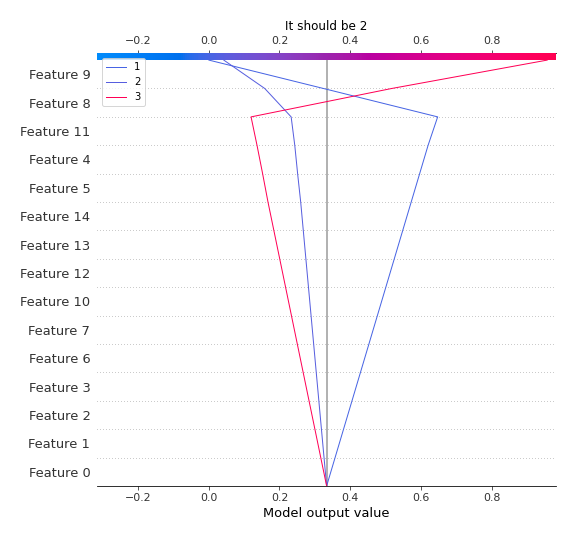 It should be 2
−0.2 0.0 0.2 0.4 0.6 0.8
1
2
3
Feature 9
Feature 8
Feature 11
Feature 4
Feature 5
Feature 14
Feature 13
Feature 12
Feature 10
Feature 7
Feature 6
Feature 3
Feature 2
Feature 1
Feature 0
−0.2 0.0 0.2 0.4 0.6 0.8
Model output value